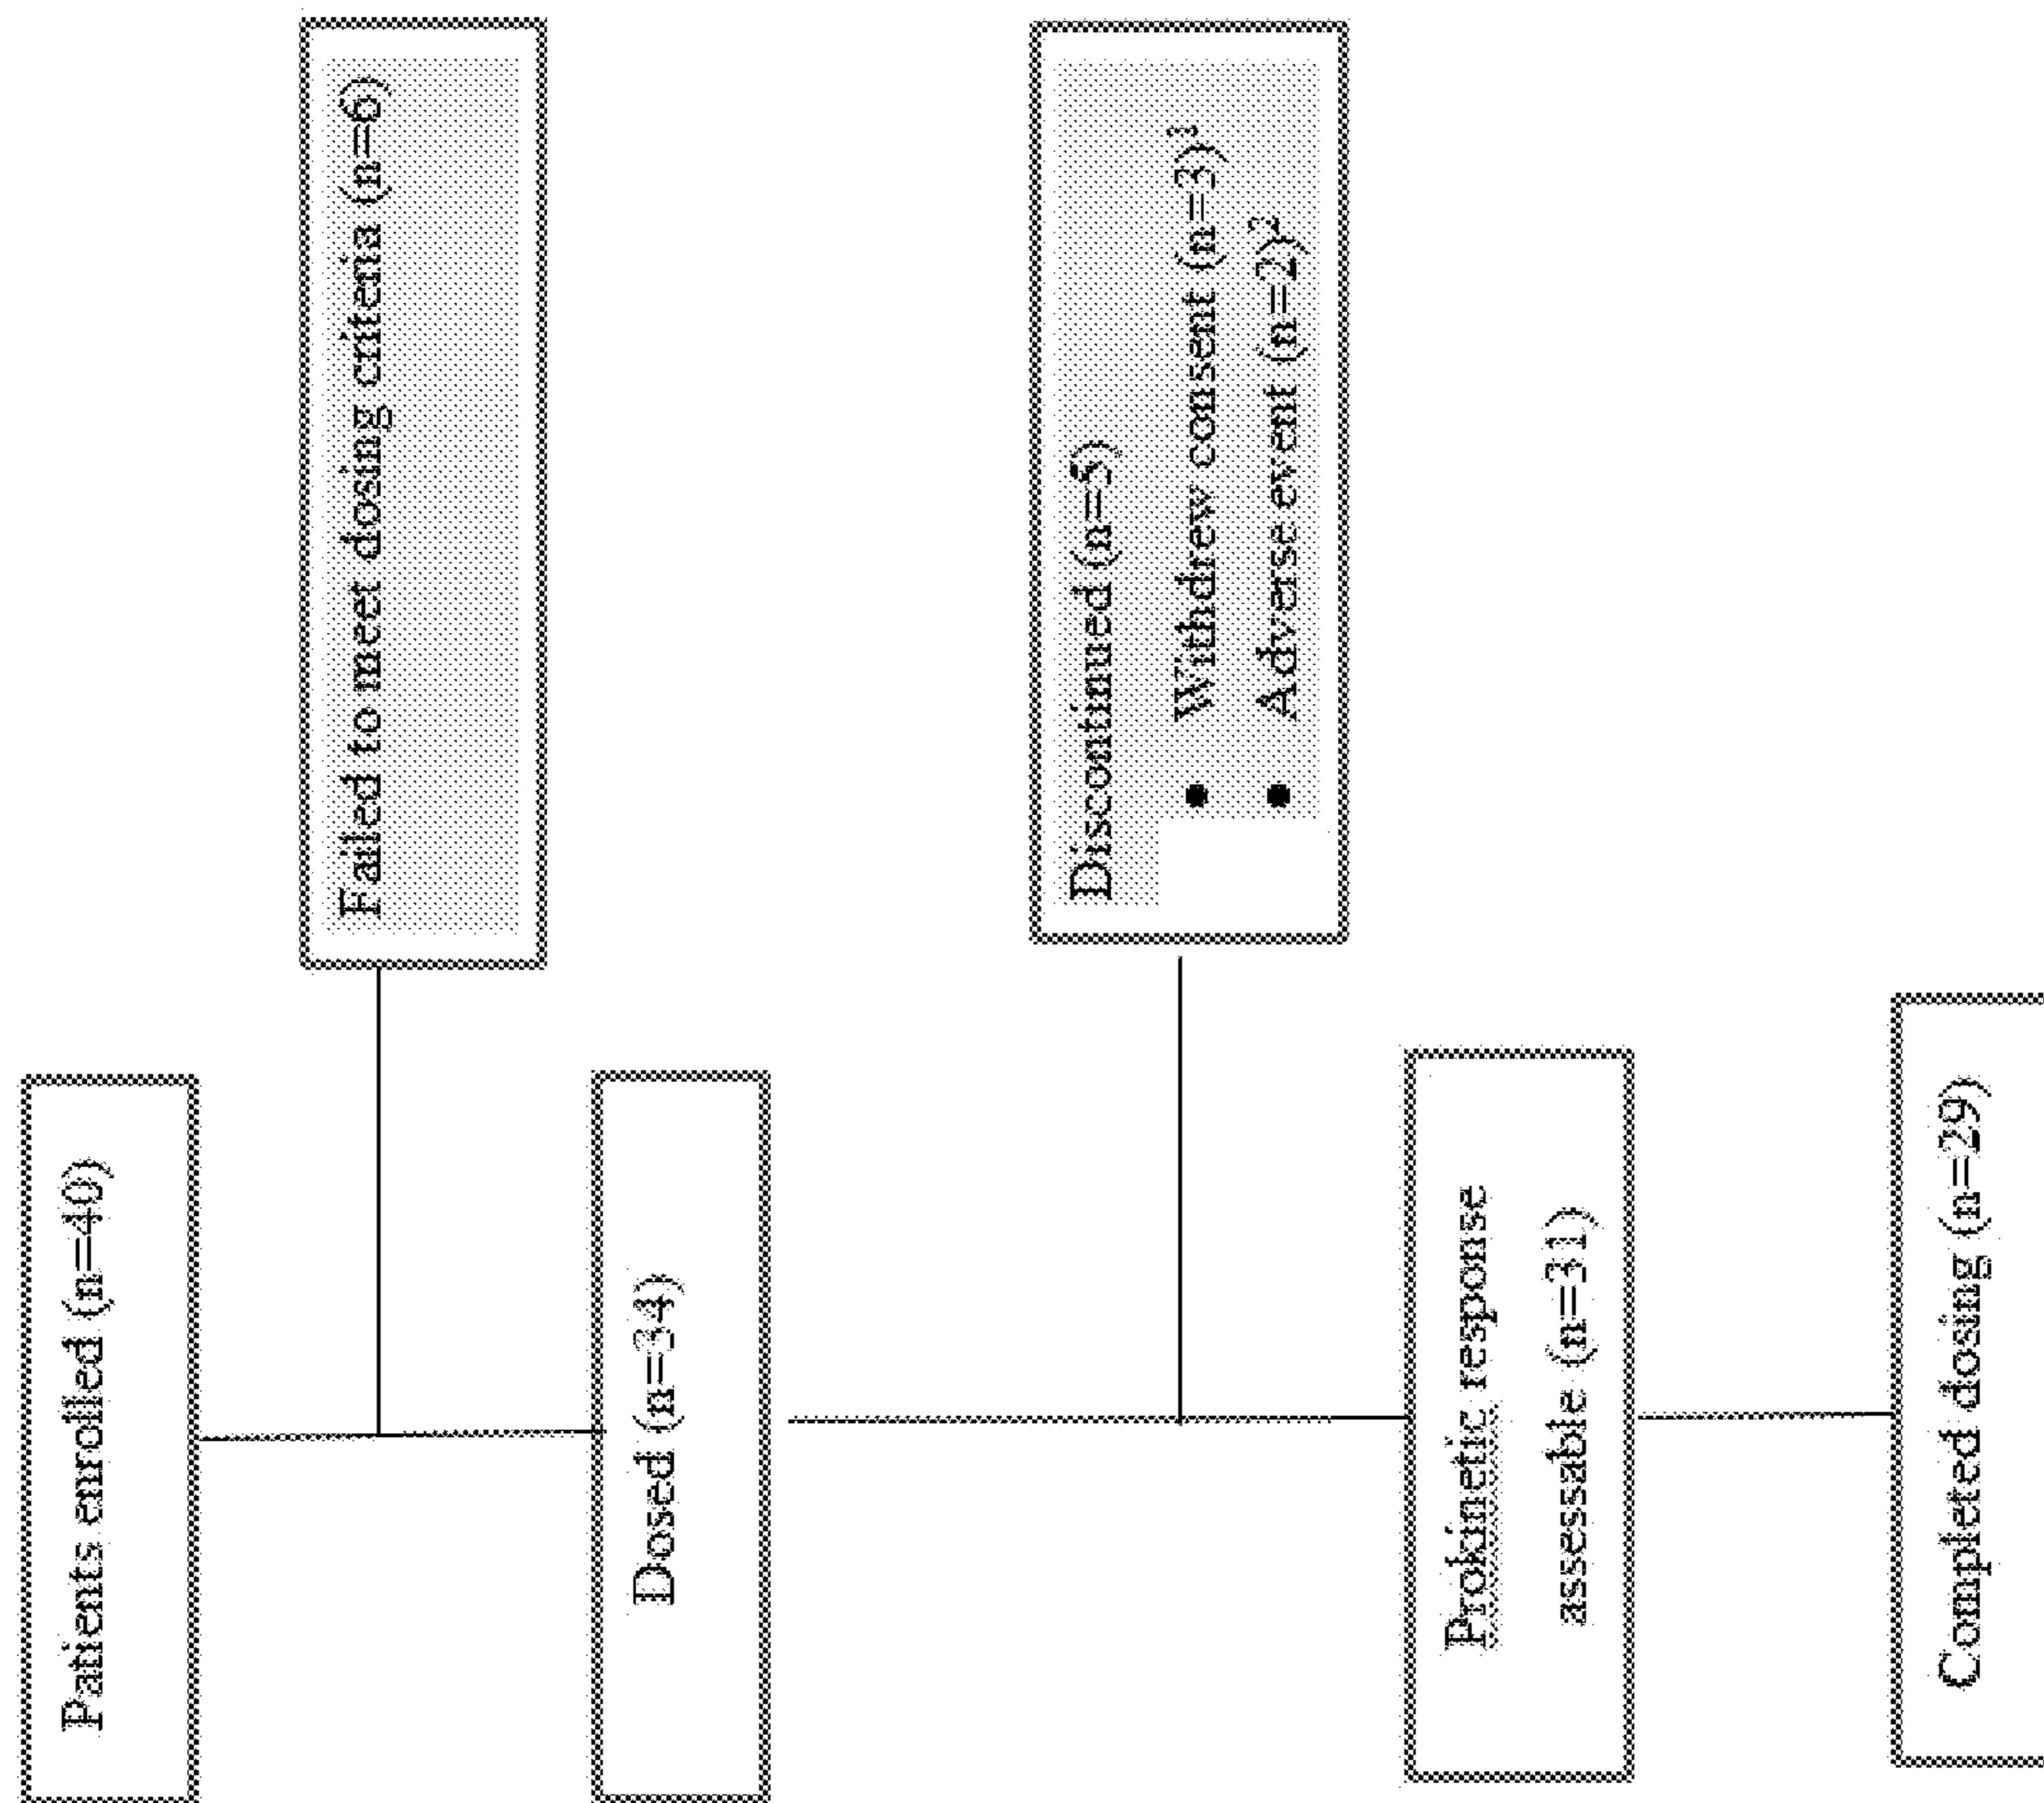 Patients enrolled (n=40)
Failed to meet dosing criteria (n=6)
Dosed (n=34)
Discontinued (n=5)
• Withdrew consent (n=3)¹
• Adverse event (n=2)²
Prokinetic response
assessable (n=31)
Completed dosing (n=29)